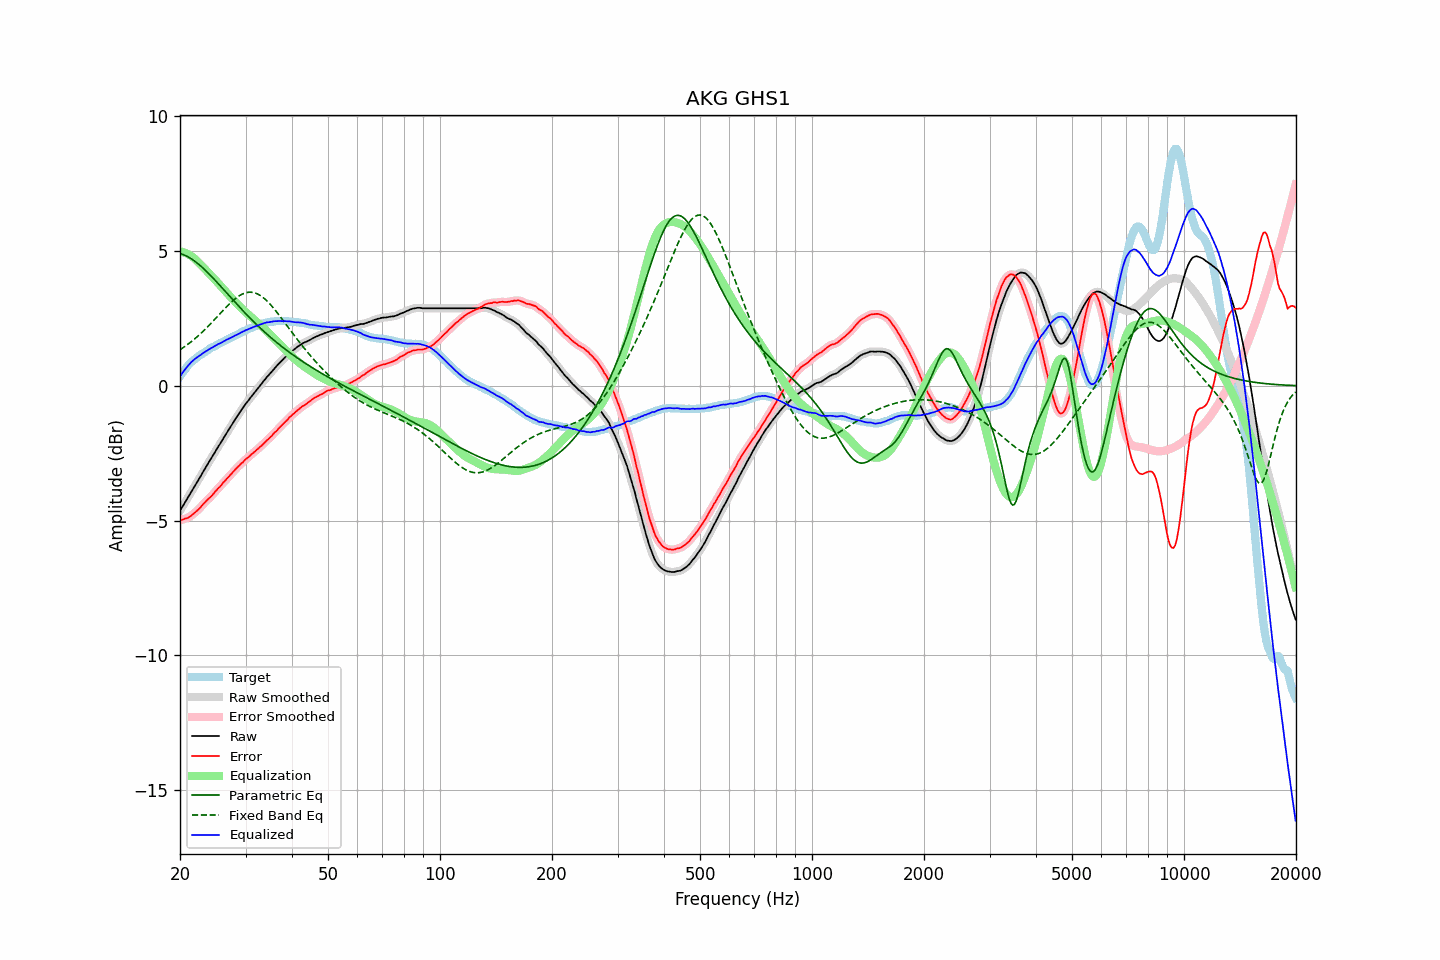 AKG GHS1
Amplitude (dBr)
10
5
0
−5
−10
−15
Target
Raw Smoothed
Error Smoothed
Raw
Error
Equalization
Parametric Eq
Fixed Band Eq
Equalized
20 50 100 200 500 1000 2000 5000 10000 20000
Frequency (Hz)